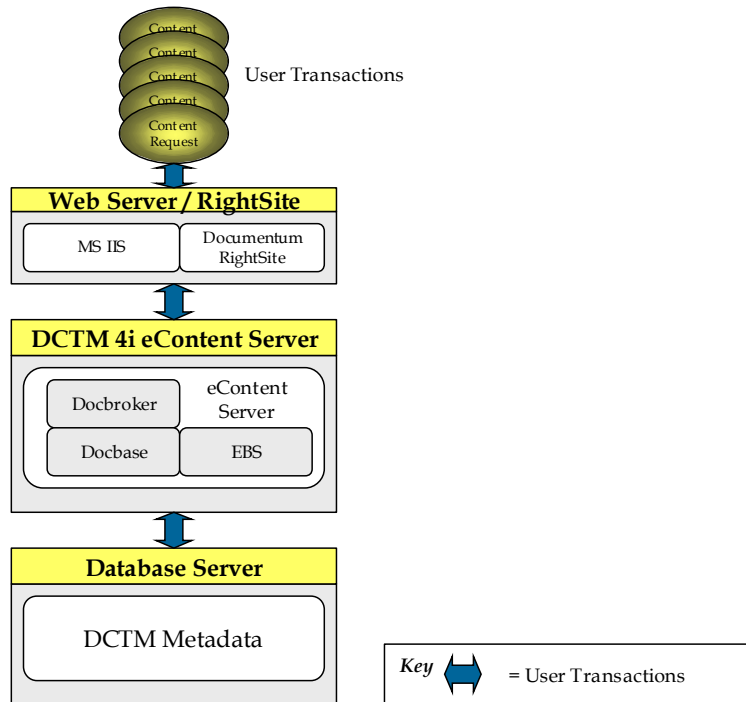 Content
Content
Content
Content
Content
Request
User Transactions
Web Server / RightSite
MS IIS
Documentum
RightSite
DCTM 4i eContent Server
eContent
Server
Docbroker
Docbase
EBS
Database Server
DCTM Metadata
Key
= User Transactions